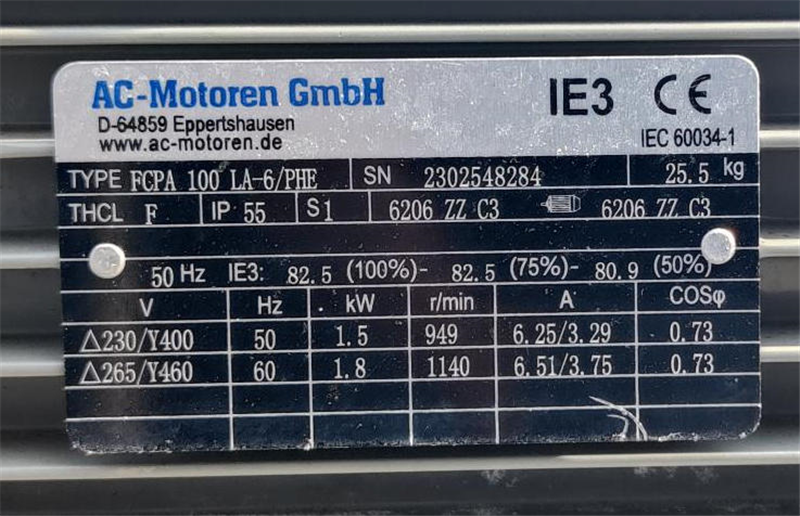 AC-Motoren GmbH IE3 CE
D-64859 Eppertshausen
www.ac-motoren.de IEC 60034-1
TYPE FCPA 100 LA-6/PHE SN 2302548284 25.5 kg
THCL F IP 55 S1 6206 ZZ C3 6206 ZZ C3
50 Hz IE3: 82.5 (100%)- 82.5 (75%)- 80.9 (50%)
V Hz kW r/min A COSφ
△230/Y400 50 1.5 949 6.25/3.29 0.73
△265/Y460 60 1.8 1140 6.51/3.75 0.73